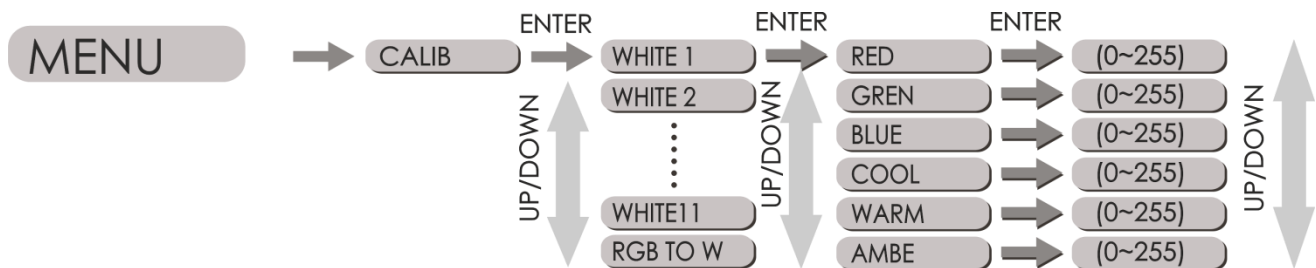 ENTER ENTER ENTER
MENU CALIB WHITE 1 RED (0~255)
WHITE 2 GREN (0~255)
BLUE (0~255)
COOL (0~255)
WHITE11 WARM (0~255)
RGB TO W AMBE (0~255)
UP/DOWN UP/DOWN UP/DOWN